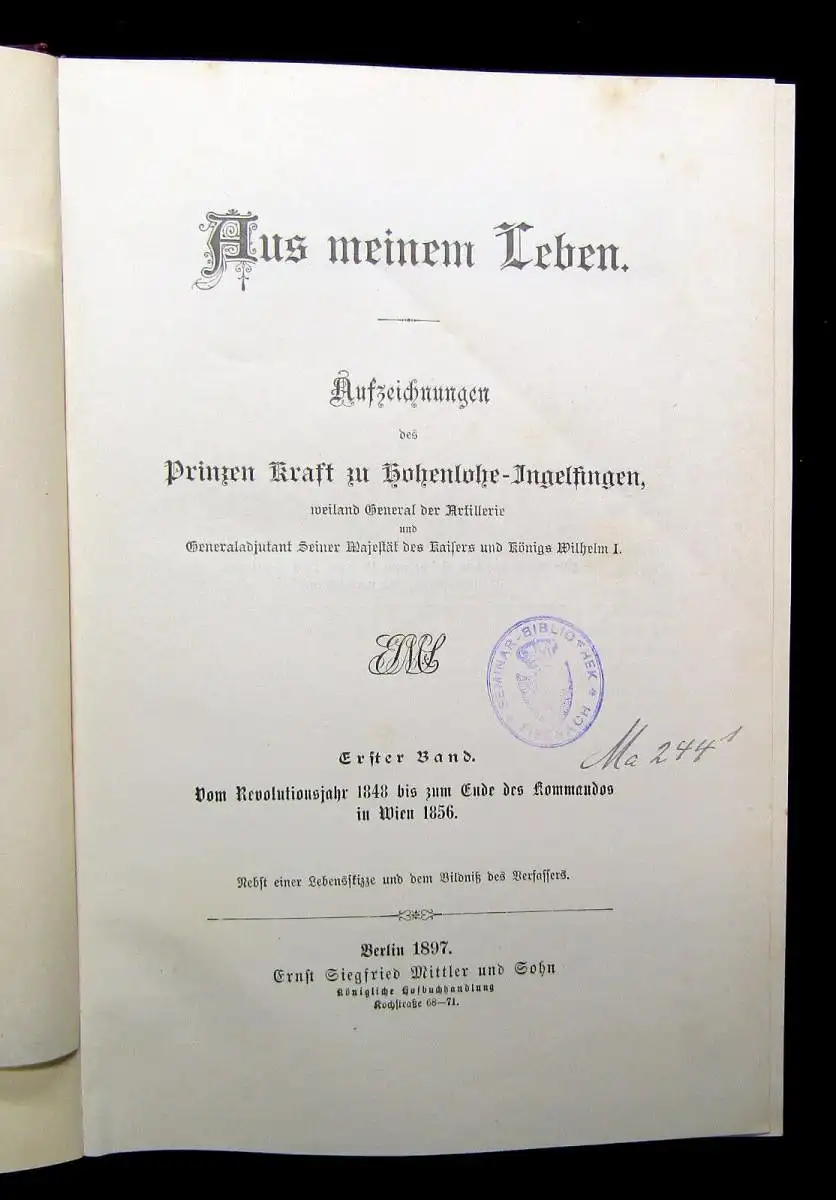 Aus meinem Leben.
Aufzeichnungen
des
Prinzen Kraft zu Hohenlohe-Ingelfingen,
weiland General der Artillerie
und
Generaladjutant Seiner Majestät des Kaisers und Königs Wilhelm I.
EMS
SEMINAR-BIBLIOTHEK
EISENACH
Ma 244¹
Erster Band.
Vom Revolutionsjahr 1848 bis zum Ende des Kommandos
in Wien 1856.
Nebst einer Lebensskizze und dem Bildniß des Verfassers.
Berlin 1897.
Ernst Siegfried Mittler und Sohn
Königliche Hofbuchhandlung
Kochstraße 68—71.